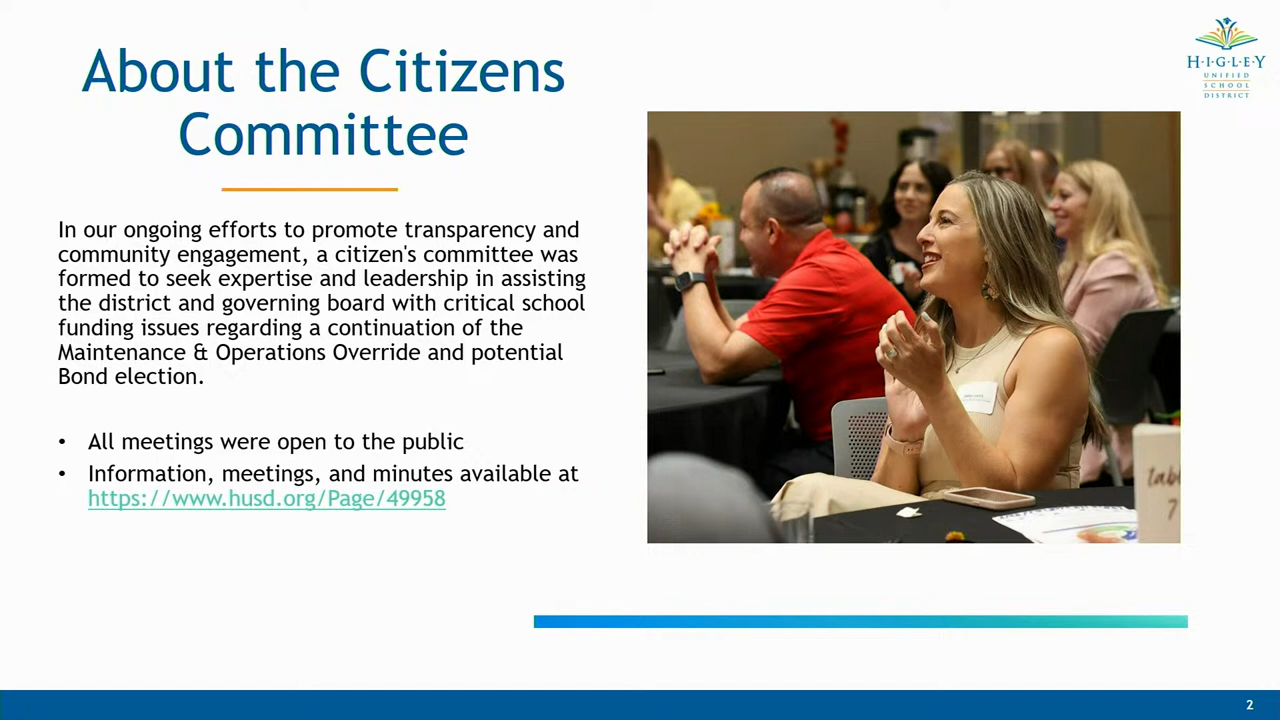 About the Citizens
Committee
In our ongoing efforts to promote transparency and
community engagement, a citizen's committee was
formed to seek expertise and leadership in assisting
the district and governing board with critical school
funding issues regarding a continuation of the
Maintenance & Operations Override and potential
Bond election.
• All meetings were open to the public
• Information, meetings, and minutes available at
https://www.husd.org/Page/49958
H·I·G·L·E·Y
UNIFIED
SCHOOL
DISTRICT
Tab
7
2